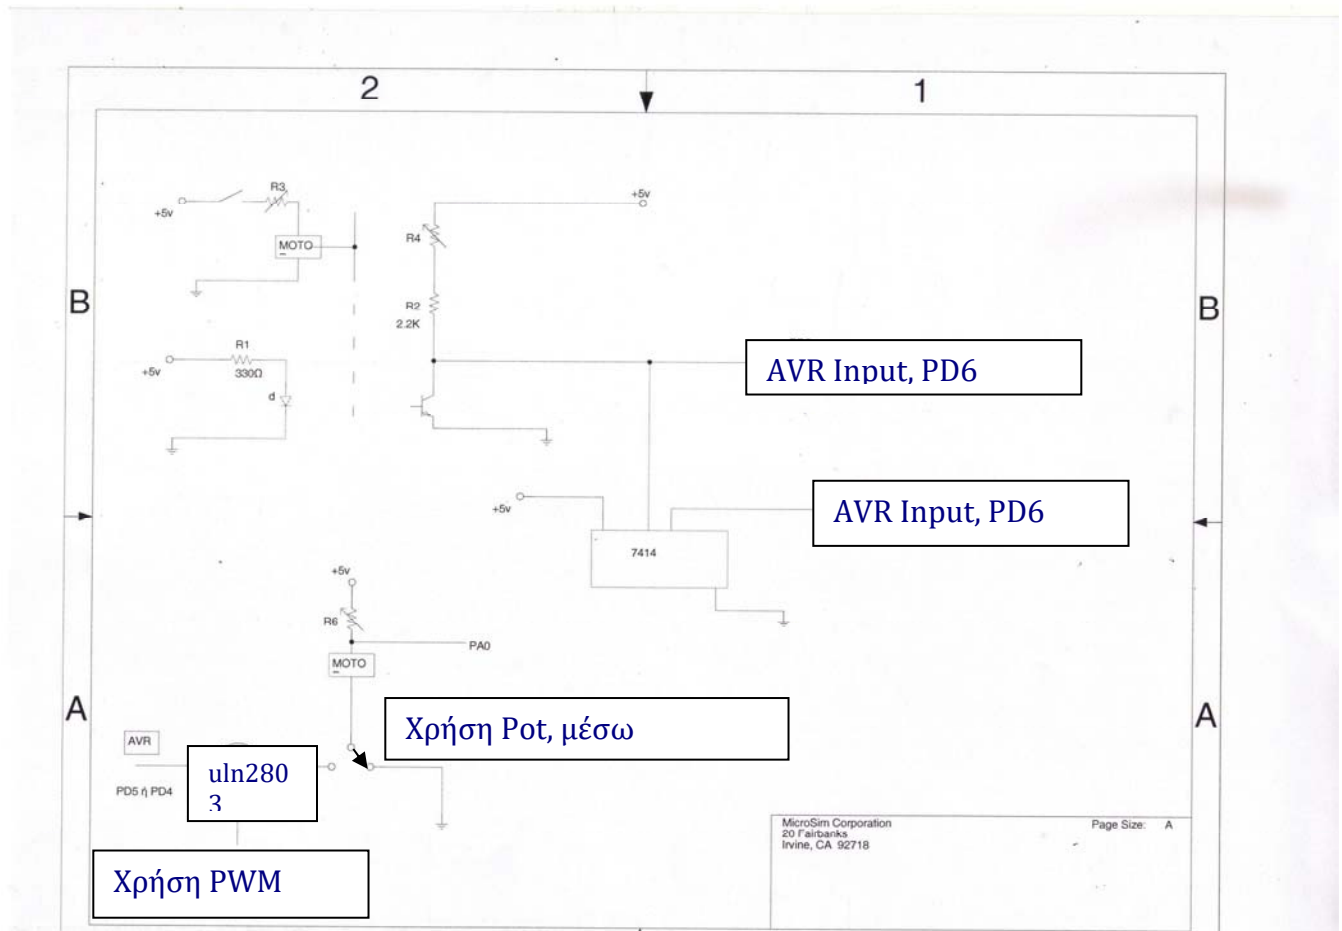 2
1
R3
+5v
+5v
MOTO
R4
B
B
R2
2.2K
R1
+5v
330Ω
d
AVR Input, PD6
+5v
AVR Input, PD6
7414
+5v
R6
PA0
MOTO
A
A
Χρήση Pot, μέσω
AVR
uln280
3
PD5 ή PD4
Χρήση PWM
MicroSim Corporation
20 Fairbanks
Irvine, CA 92718
Page Size: A